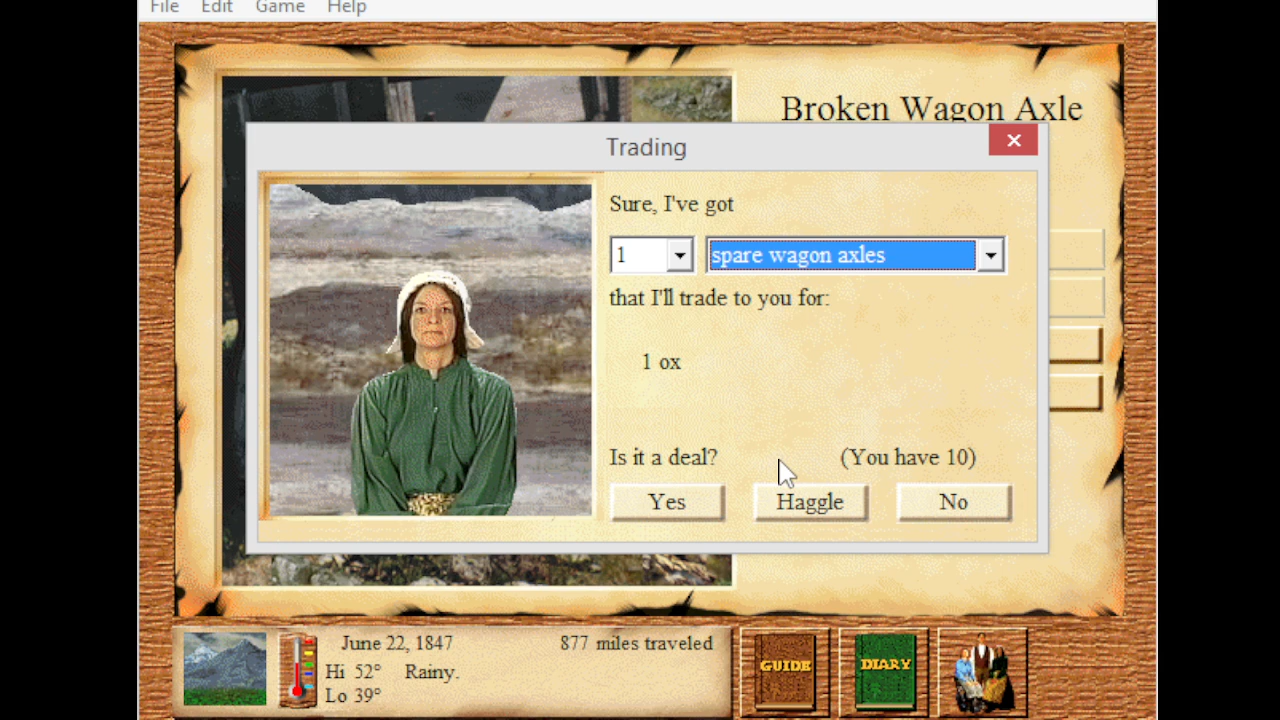 File Edit Game Help
Broken Wagon Axle
Trading
Sure, I've got
1 spare wagon axles
that I'll trade to you for:
1 ox
Is it a deal? (You have 10)
Yes Haggle No
June 22, 1847 877 miles traveled
Hi 52° Rainy.
Lo 39°
GUIDE DIARY